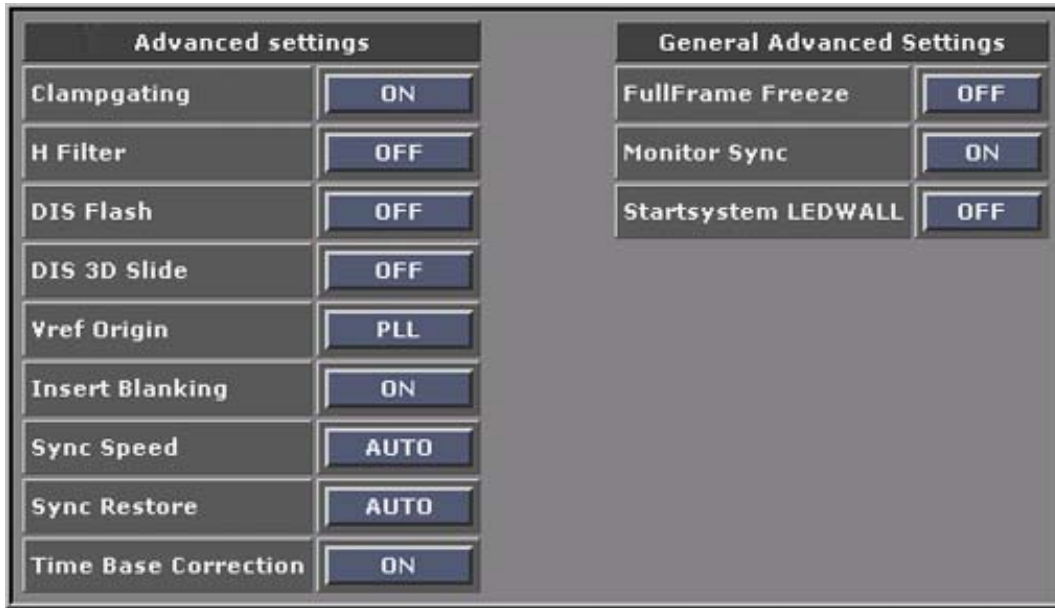 Advanced settings
Clampgating ON
H Filter OFF
DIS Flash OFF
DIS 3D Slide OFF
Vref Origin PLL
Insert Blanking ON
Sync Speed AUTO
Sync Restore AUTO
Time Base Correction ON
General Advanced Settings
FullFrame Freeze OFF
Monitor Sync ON
Startsystem LEDWALL OFF